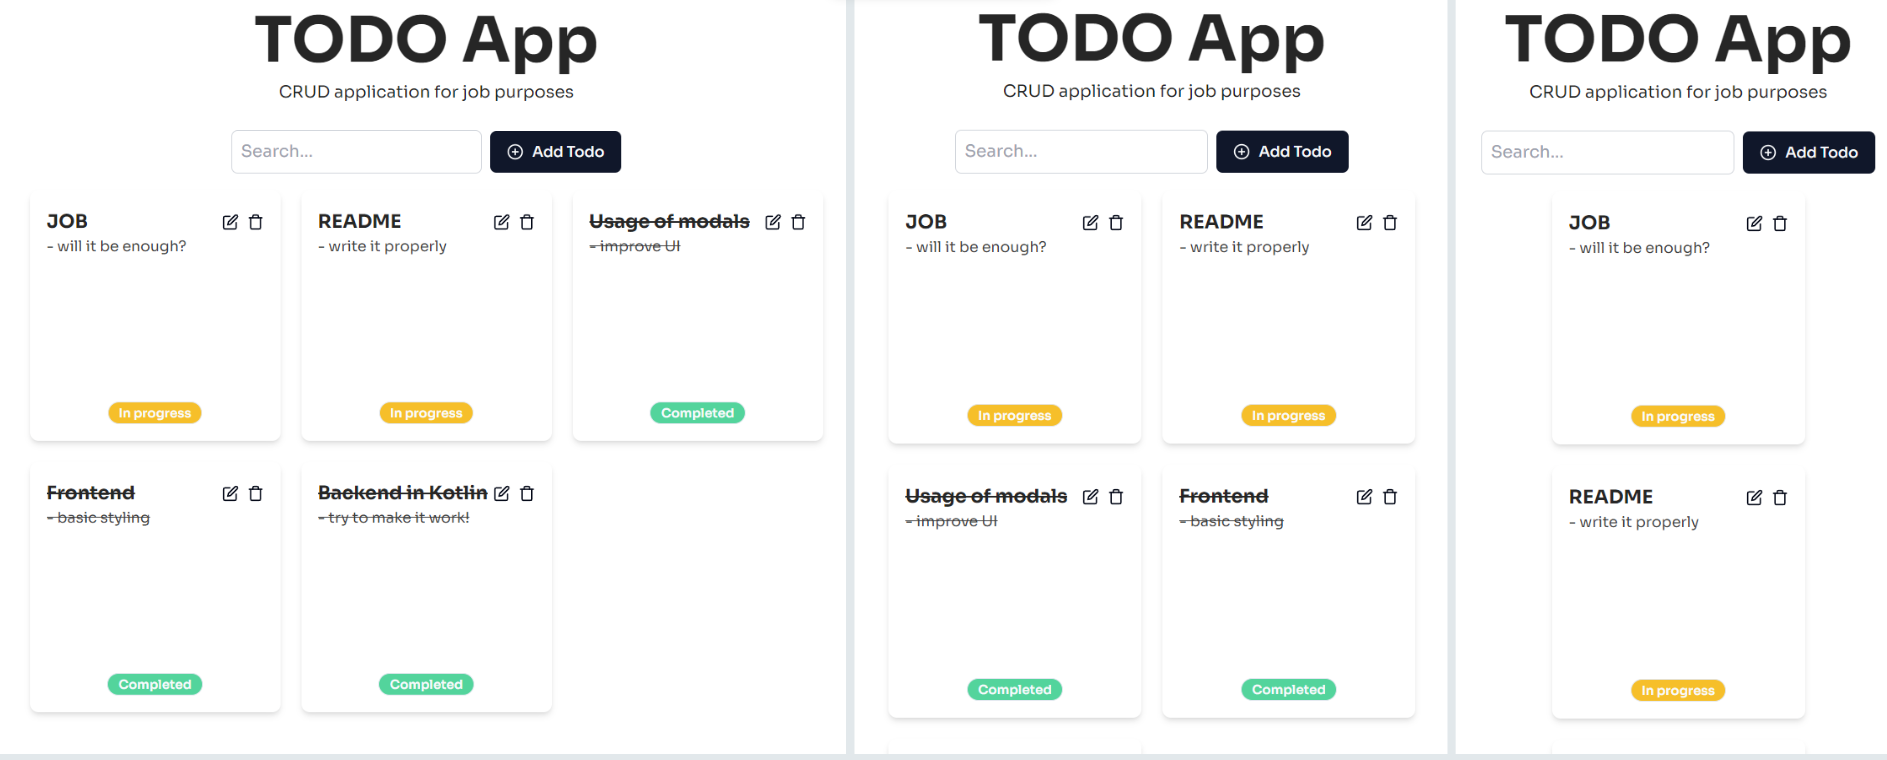 TODO App
CRUD application for job purposes
Search...
Add Todo
JOB
- will it be enough?
In progress
README
- write it properly
In progress
Usage of modals
- improve UI
Completed
Frontend
- basic styling
Completed
Backend in Kotlin
- try to make it work!
Completed
TODO App
CRUD application for job purposes
Search...
Add Todo
JOB
- will it be enough?
In progress
README
- write it properly
In progress
Usage of modals
- improve UI
Completed
Frontend
- basic styling
Completed
TODO App
CRUD application for job purposes
Search...
Add Todo
JOB
- will it be enough?
In progress
README
- write it properly
In progress